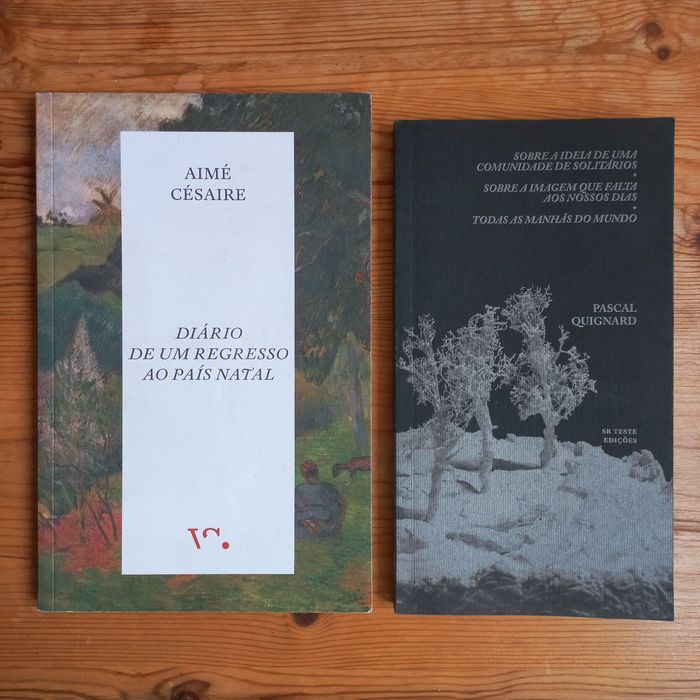 AIMÉ
CÉSAIRE
DIÁRIO
DE UM REGRESSO
AO PAÍS NATAL
SOBRE A IDEIA DE UMA
COMUNIDADE DE SOLITÁRIOS
*
SOBRE A IMAGEM QUE FALTA
AOS NOSSOS DIAS
*
TODAS AS MANHÃS DO MUNDO
PASCAL
QUIGNARD
SR TESTE
EDIÇÕES